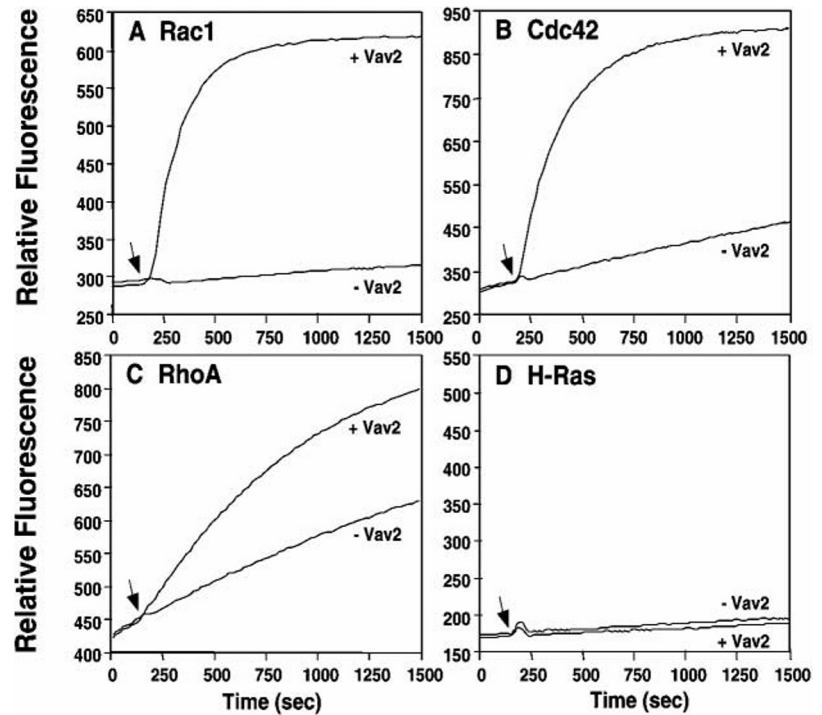 A Rac1
Relative Fluorescence
650
600
550
500
450
400
350
300
250
+ Vav2
- Vav2
0 250 500 750 1000 1250 1500
B Cdc42
950
850
750
650
550
450
350
250
+ Vav2
- Vav2
0 250 500 750 1000 1250 1500
C RhoA
Relative Fluorescence
850
800
750
700
650
600
550
500
450
400
+ Vav2
- Vav2
0 250 500 750 1000 1250 1500
Time (sec)
D H-Ras
550
500
450
400
350
300
250
200
150
- Vav2
+ Vav2
0 250 500 750 1000 1250 1500
Time (sec)